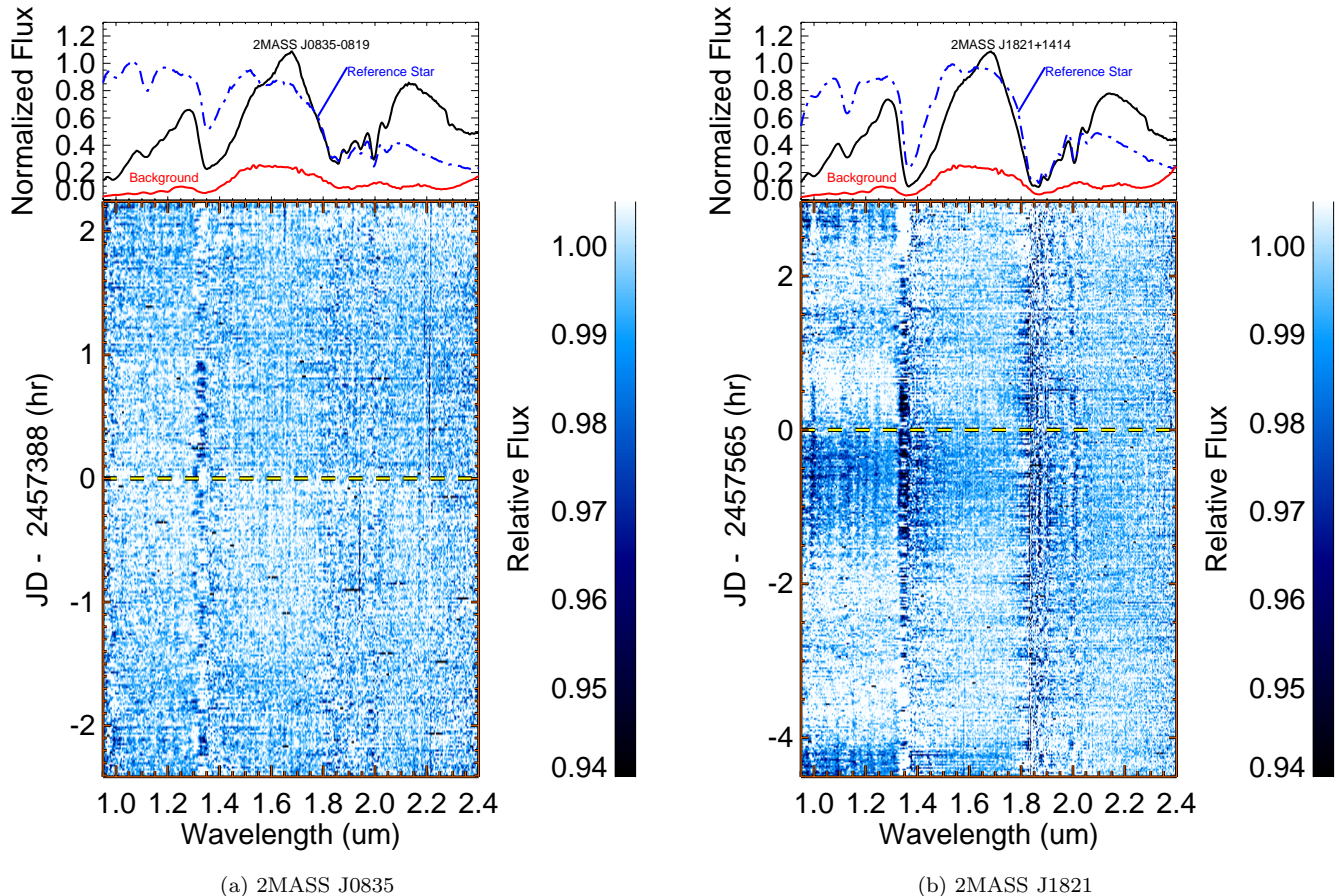 Normalized Flux
1.2
1.0
0.8
0.6
0.4
0.2
0.0
2MASS J0835-0819
Reference Star
Background
JD - 2457388 (hr)
2
1
0
-1
-2
1.0 1.2 1.4 1.6 1.8 2.0 2.2 2.4
Wavelength (um)
Relative Flux
1.00
0.99
0.98
0.97
0.96
0.95
0.94
(a) 2MASS J0835
Normalized Flux
1.2
1.0
0.8
0.6
0.4
0.2
0.0
2MASS J1821+1414
Reference Star
Background
JD - 2457565 (hr)
2
0
-2
-4
1.0 1.2 1.4 1.6 1.8 2.0 2.2 2.4
Wavelength (um)
Relative Flux
1.00
0.99
0.98
0.97
0.96
0.95
0.94
(b) 2MASS J1821